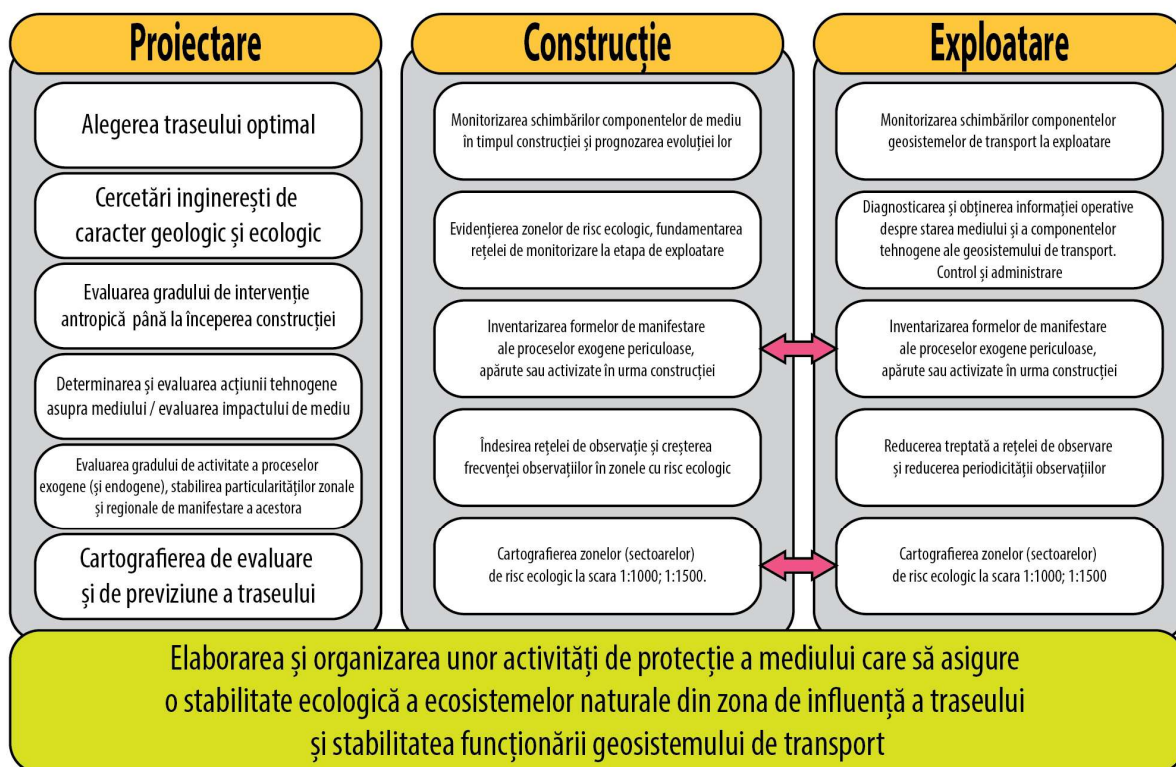 Proiectare
Alegerea traseului optimal
Cercetări inginerești de
caracter geologic și ecologic
Evaluarea gradului de intervenție
antropică până la începerea construcției
Determinarea și evaluarea acțiunii tehnogene
asupra mediului / evaluarea impactului de mediu
Evaluarea gradului de activitate a proceselor
exogene (și endogene), stabilirea particularităților zonale
și regionale de manifestare a acestora
Cartografierea de evaluare
și de previziune a traseului
Construcție
Monitorizarea schimbărilor componentelor de mediu
în timpul construcției și prognozarea evoluției lor
Evidențierea zonelor de risc ecologic, fundamentarea
rețelei de monitorizare la etapa de exploatare
Inventarizarea formelor de manifestare
ale proceselor exogene periculoase,
apărute sau activizate în urma construcției
Îndesirea rețelei de observație și creșterea
frecvenței observațiilor în zonele cu risc ecologic
Cartografierea zonelor (sectoarelor)
de risc ecologic la scara 1:1000; 1:1500.
Exploatare
Monitorizarea schimbărilor componentelor
geosistemelor de transport la exploatare
Diagnosticarea și obținerea informației operative
despre starea mediului și a componentelor
tehnogene ale geosistemului de transport.
Control și administrare
Inventarizarea formelor de manifestare
ale proceselor exogene periculoase,
apărute sau activizate în urma construcției
Reducerea treptată a rețelei de observare
și reducerea periodicității observațiilor
Cartografierea zonelor (sectoarelor)
de risc ecologic la scara 1:1000; 1:1500
Elaborarea și organizarea unor activități de protecție a mediului care să asigure
o stabilitate ecologică a ecosistemelor naturale din zona de influență a traseului
și stabilitatea funcționării geosistemului de transport